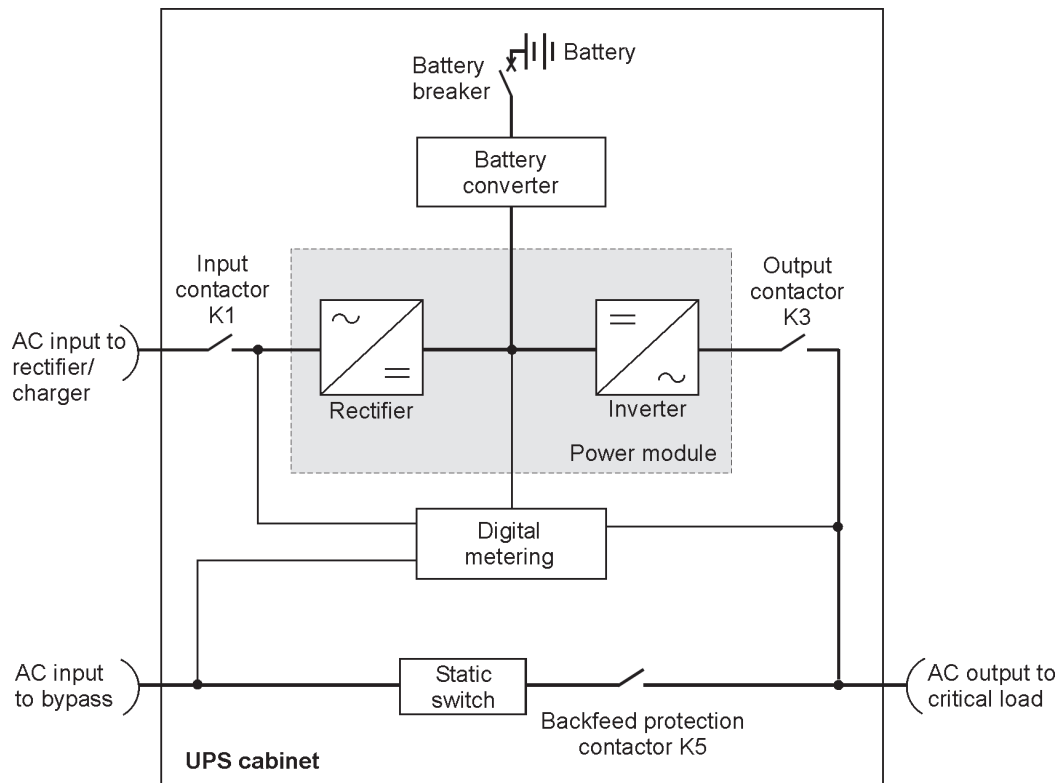 Battery
Battery
breaker
Battery
converter
Input
contactor
K1
Output
contactor
K3
AC input to
rectifier/
charger
Rectifier
Inverter
Power module
Digital
metering
AC input
to bypass
Static
switch
Backfeed protection
contactor K5
AC output to
critical load
UPS cabinet